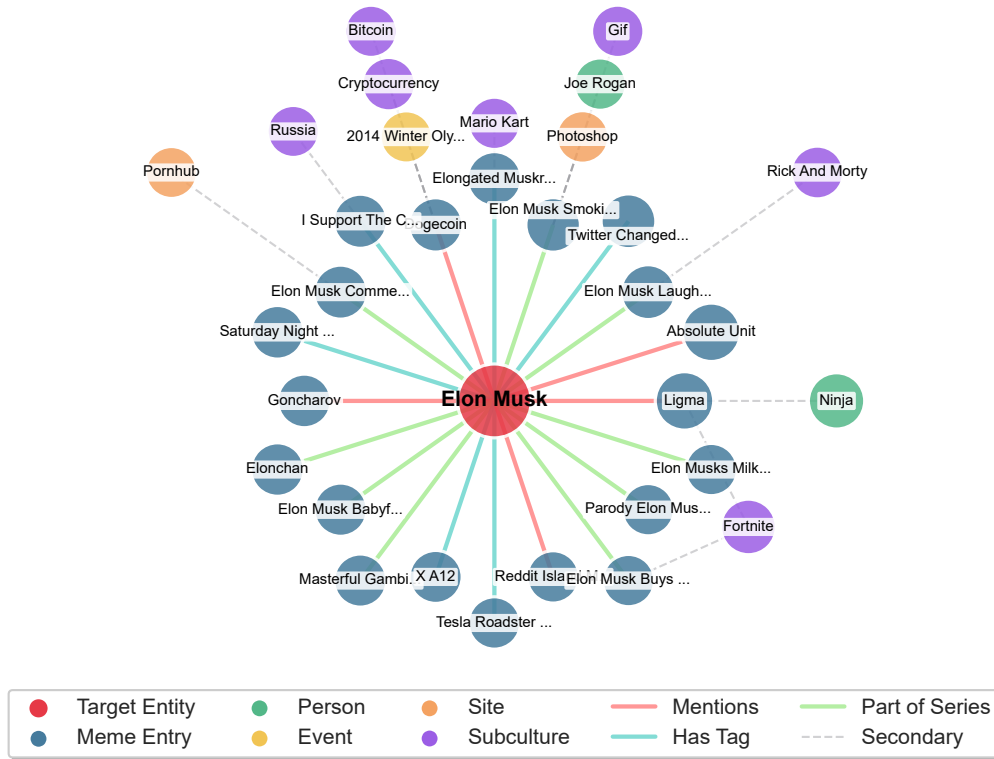 Bitcoin
Gif
Cryptocurrency
Joe Rogan
Mario Kart
Russia
2014 Winter Oly...
Photoshop
Pornhub
Rick And Morty
Elongated Muskr...
Elon Musk Smoki...
I Support The C...
ogecoin
Twitter Changed...
Elon Musk Comme...
Elon Musk Laugh...
Saturday Night ...
Absolute Unit
Elon Musk
Goncharov
Ligma
Ninja
Elonchan
Elon Musks Milk...
Elon Musk Babyf...
Parody Elon Mus...
Fortnite
Masterful Gambi...
X A12
Reddit Isla
Elon Musk Buys ...
Tesla Roadster ...
Target Entity
Person
Site
Mentions
Part of Series
Meme Entry
Event
Subculture
Has Tag
Secondary